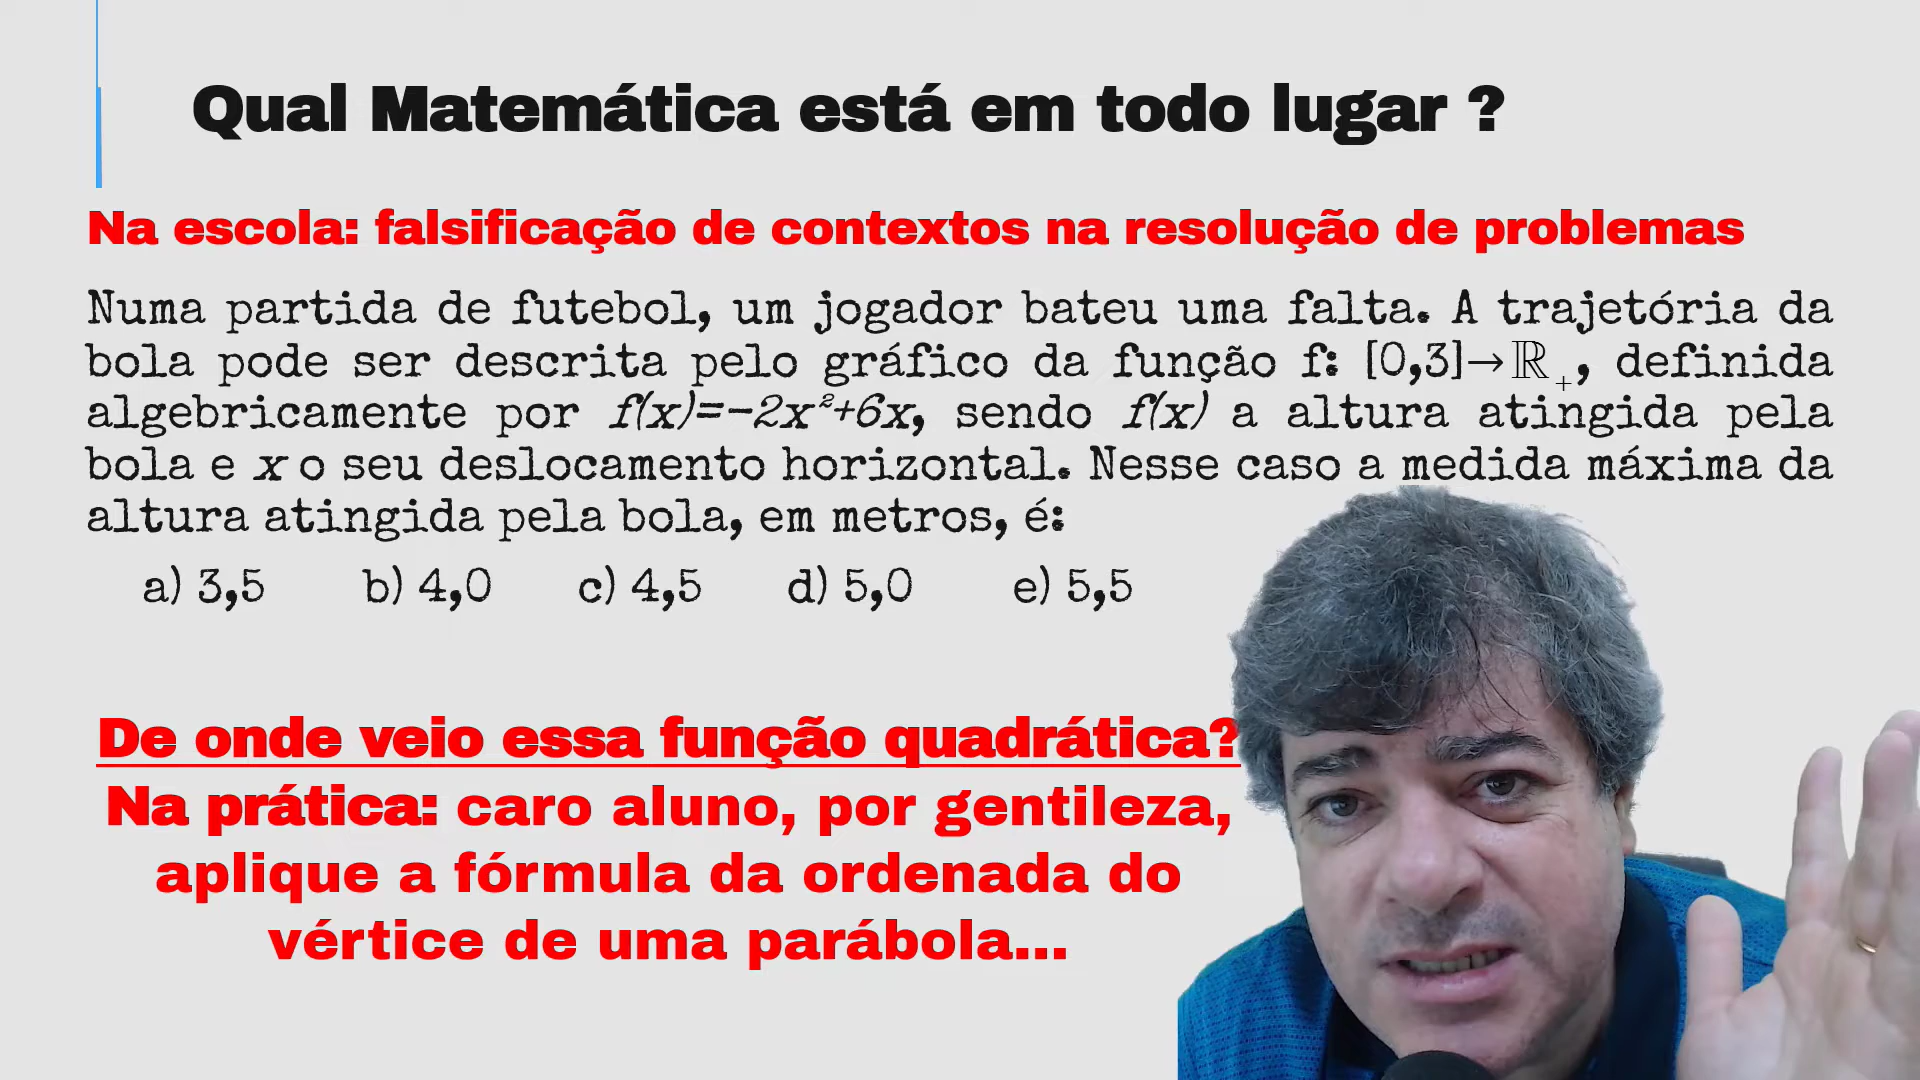 Qual Matemática está em todo lugar ?
Na escola: falsificação de contextos na resolução de problemas
Numa partida de futebol, um jogador bateu uma falta. A trajetória da
bola pode ser descrita pelo gráfico da função f: [0,3]→ℝ₊, definida
algebricamente por f(x)=-2x²+6x, sendo f(x) a altura atingida pela
bola e x o seu deslocamento horizontal. Nesse caso a medida máxima da
altura atingida pela bola, em metros, é:
a) 3,5 b) 4,0 c) 4,5 d) 5,0 e) 5,5
De onde veio essa função quadrática?
Na prática: caro aluno, por gentileza,
aplique a fórmula da ordenada do
vértice de uma parábola...